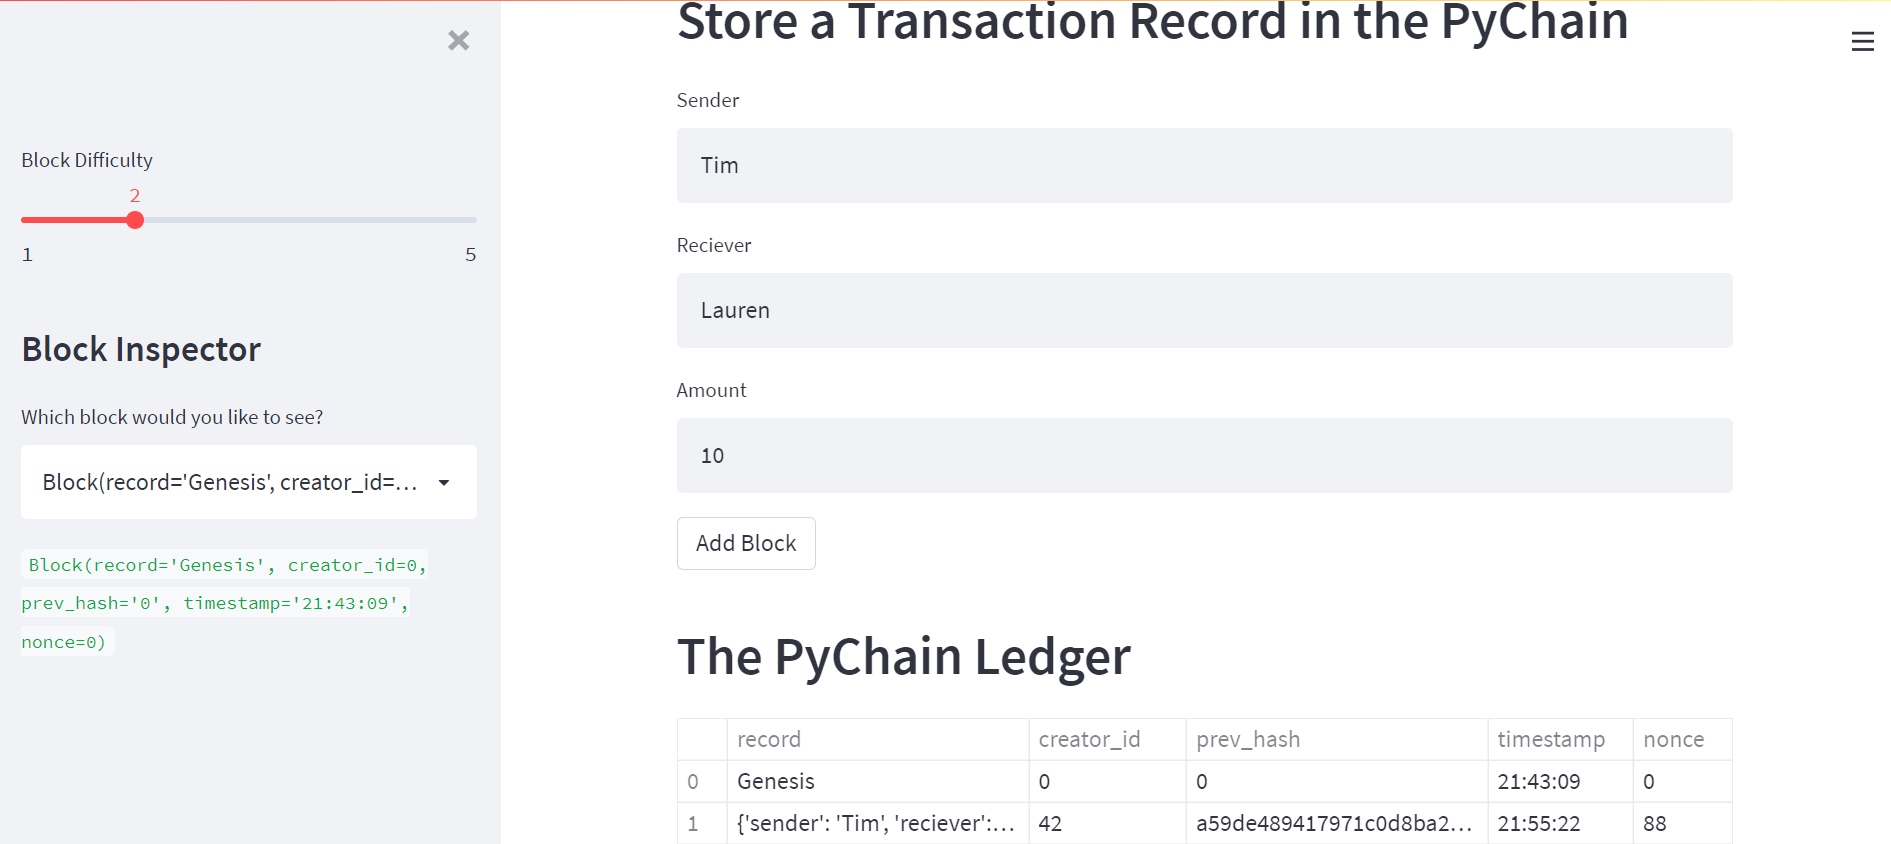 Block Difficulty
2
1 5
Block Inspector
Which block would you like to see?
Block(record='Genesis', creator_id=...
Block(record='Genesis', creator_id=0,
prev_hash='0', timestamp='21:43:09',
nonce=0)
Store a Transaction Record in the PyChain
Sender
Tim
Reciever
Lauren
Amount
10
Add Block
The PyChain Ledger
record creator_id prev_hash timestamp nonce
0 Genesis 0 0 21:43:09 0
1 {'sender': 'Tim', 'reciever':... 42 a59de489417971c0d8ba2... 21:55:22 88